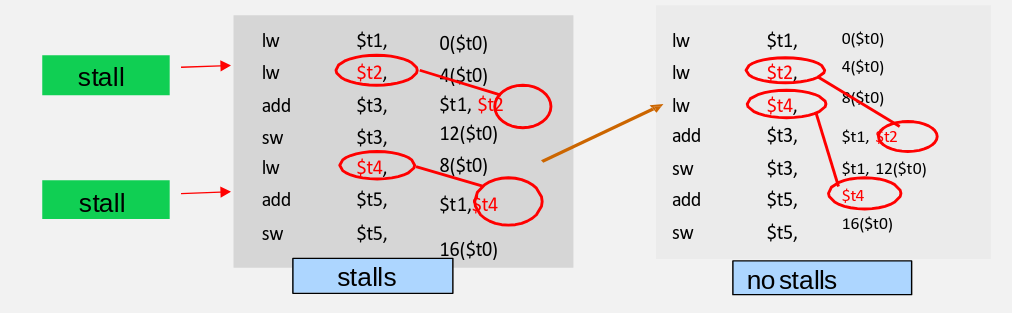 stall
stall
lw $t1, 0($t0)
lw $t2, 4($t0)
add $t3, $t1, $t2
sw $t3, 12($t0)
lw $t4, 8($t0)
add $t5, $t1,$t4
sw $t5, 16($t0)
stalls
lw $t1, 0($t0)
lw $t2, 4($t0)
lw $t4, 8($t0)
add $t3, $t1, $t2
sw $t3, $t1, 12($t0)
add $t5, $t4
sw $t5, 16($t0)
no stalls